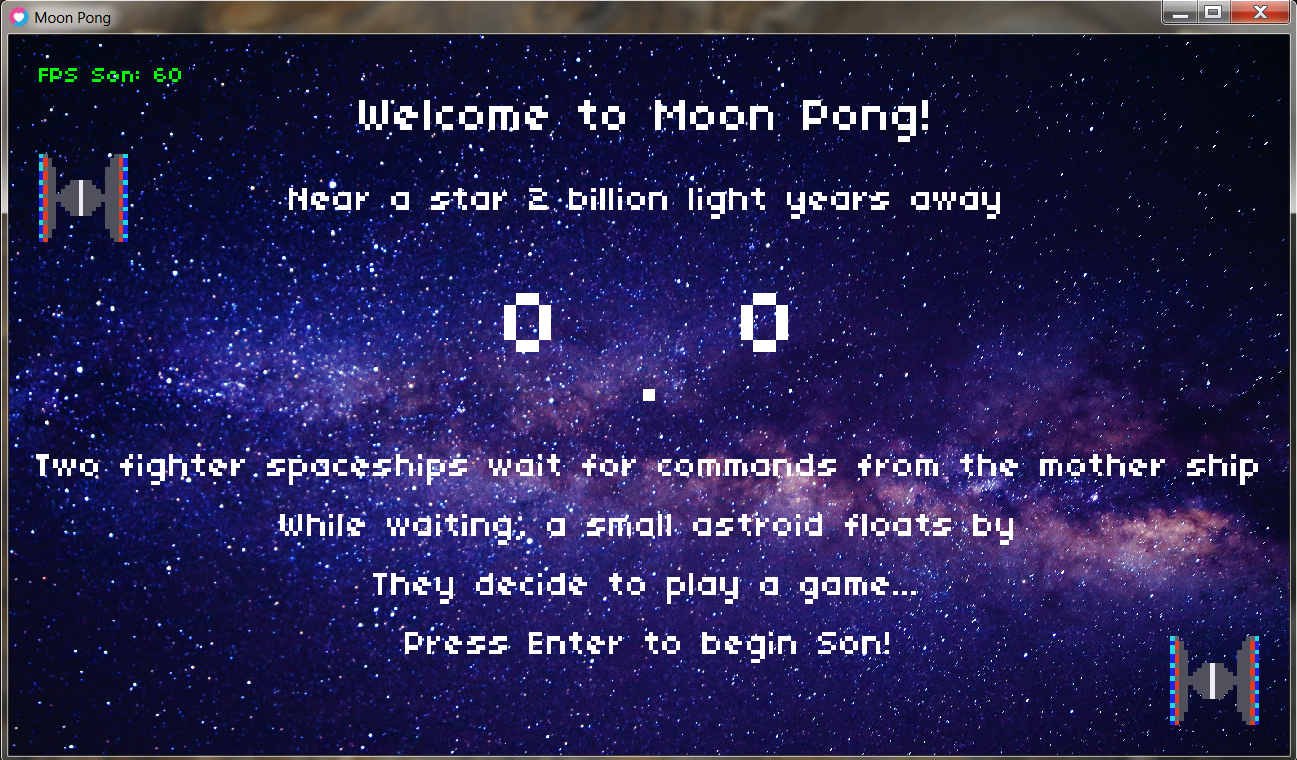 Moon Pong
FPS Son: 60
Welcome to Moon Pong!
Near a star 2 billion light years away
0 0
Two fighter spaceships wait for commands from the mother ship
While waiting, a small astroid floats by
They decide to play a game...
Press Enter to begin Son!